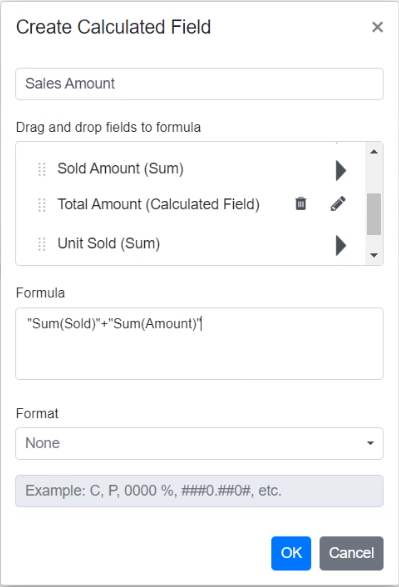 Create Calculated Field ×
Sales Amount
Drag and drop fields to formula
Sold Amount (Sum)
Total Amount (Calculated Field)
Unit Sold (Sum)
Formula
"Sum(Sold)"+"Sum(Amount)"
Format
None
Example: C, P, 0000 %, ###0.##0#, etc.
OK Cancel